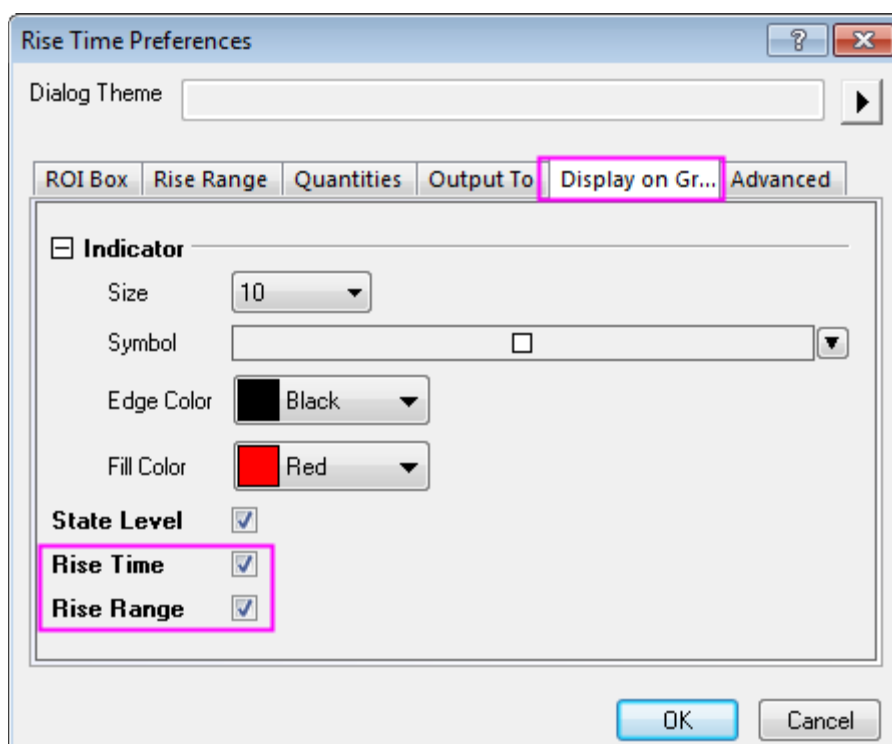 Rise Time Preferences
Dialog Theme
ROI Box Rise Range Quantities Output To Display on Gr... Advanced
Indicator
Size 10
Symbol
Edge Color Black
Fill Color Red
State Level
Rise Time
Rise Range
OK Cancel